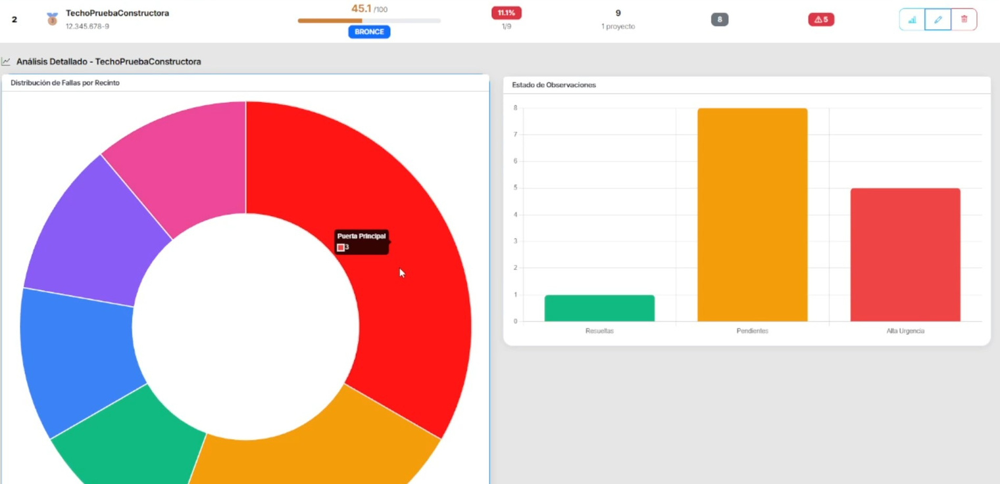 2
3
TechoPruebaConstructora
12.345.678-9
45.1 /100
BRONCE
11.1%
1/9
9
1 proyecto
8
5
Análisis Detallado - TechoPruebaConstructora
Distribución de Fallas por Recinto
Puerta Principal
3
Estado de Observaciones
8
7
6
5
4
3
2
1
0
Resueltas
Pendientes
Alta Urgencia